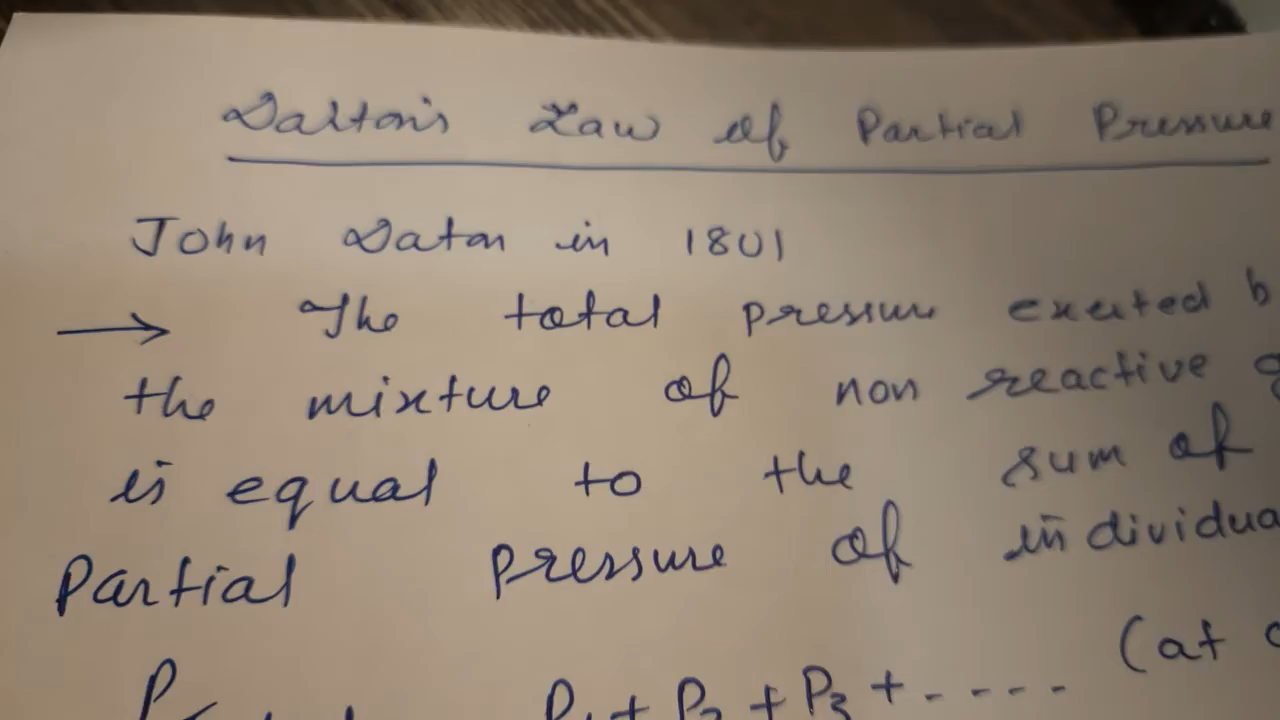 Dalton's Law of Partial Pressure
John Daton in 1801
→ The total pressure exerted b
the mixture of non reactive g
is equal to the sum of
Partial pressure of individua
(at c
P1 + P2 + P3 + - - - -